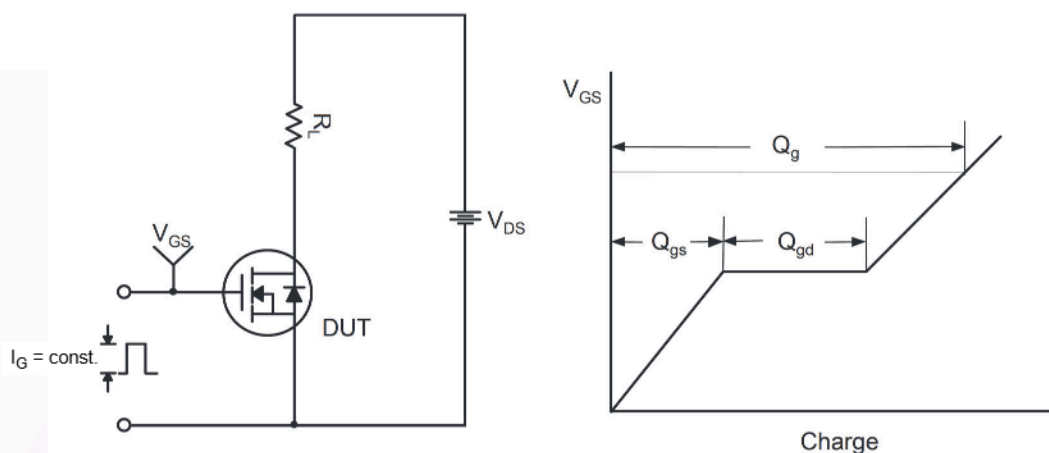 R_L
V_DS
V_GS
DUT
I_G = const.
V_GS
Q_g
Q_gs
Q_gd
Charge